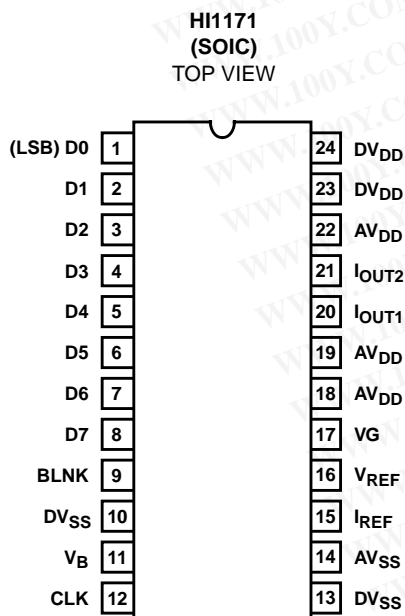 HI1171
(SOIC)
TOP VIEW
(LSB) D0 1 24 DVDD
D1 2 23 DVDD
D2 3 22 AVDD
D3 4 21 IOUT2
D4 5 20 IOUT1
D5 6 19 AVDD
D6 7 18 AVDD
D7 8 17 VG
BLNK 9 16 VREF
DVSS 10 15 IREF
VB 11 14 AVSS
CLK 12 13 DVSS